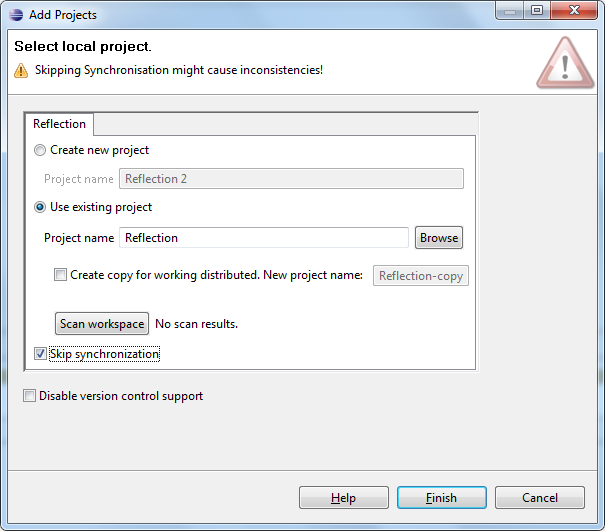 Add Projects
Select local project.
Skipping Synchronisation might cause inconsistencies!
Reflection
Create new project
Project name Reflection 2
Use existing project
Project name Reflection Browse
Create copy for working distributed. New project name: Reflection-copy
Scan workspace No scan results.
Skip synchronization
Disable version control support
Help Finish Cancel